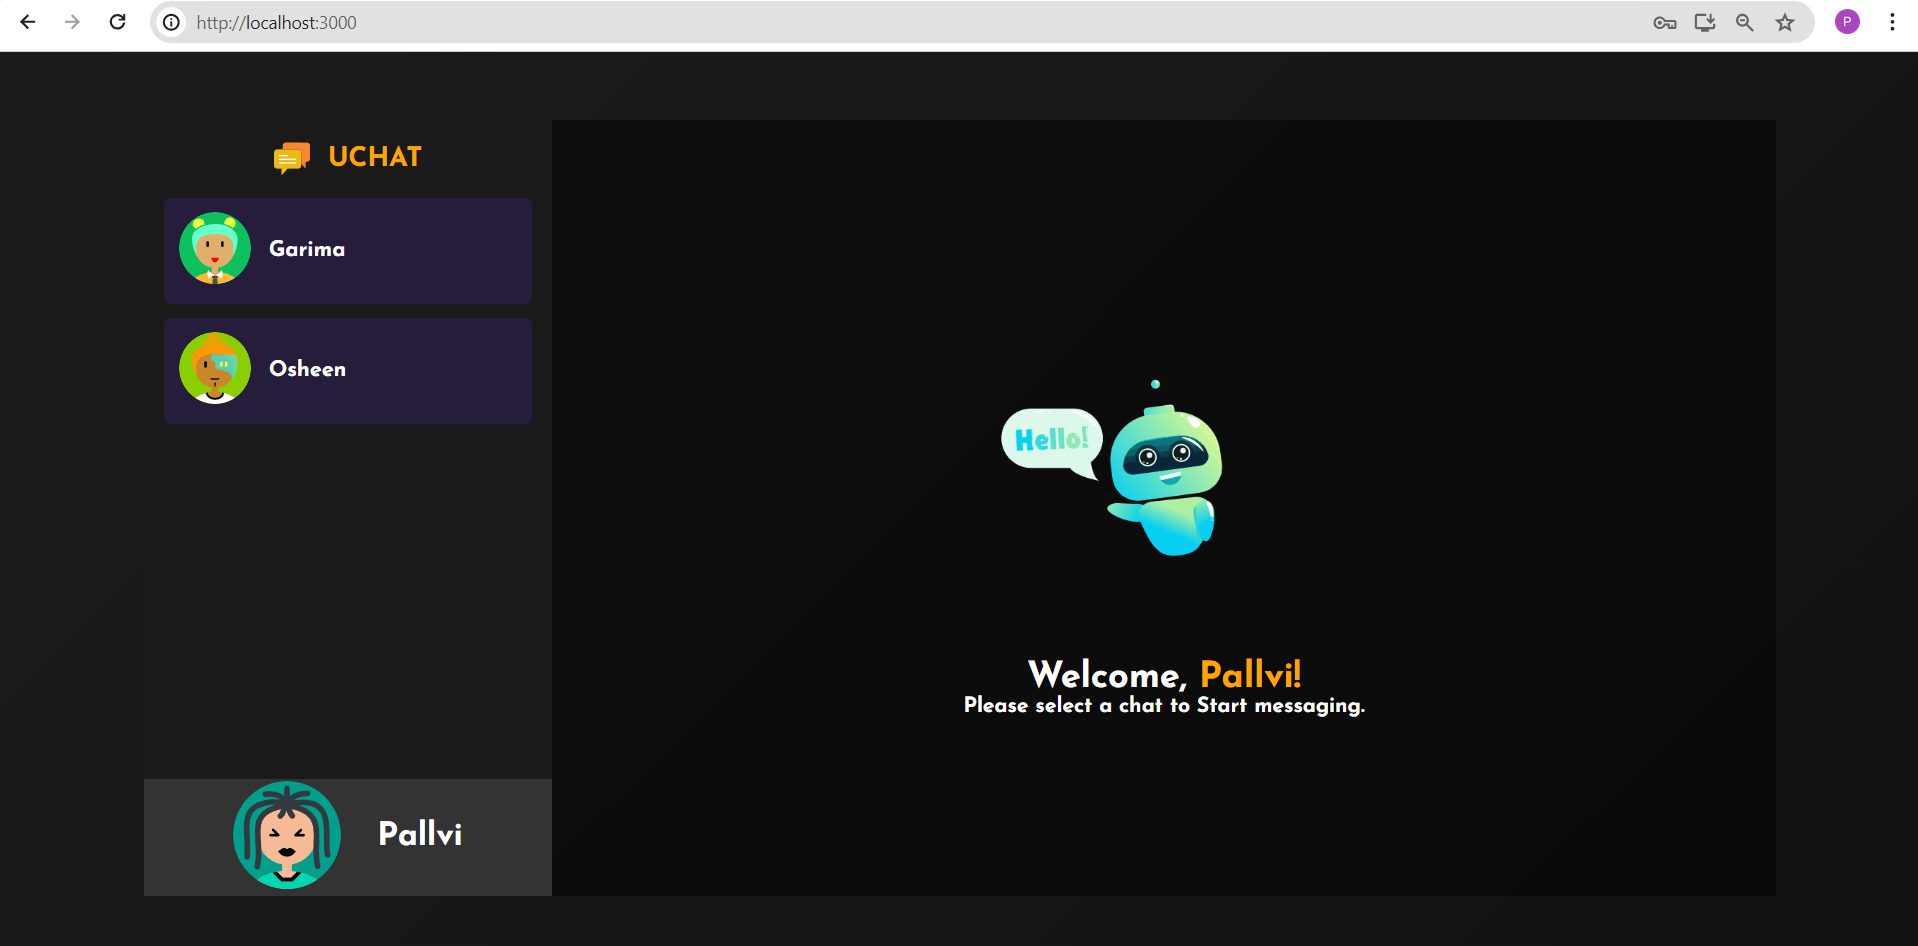 http://localhost:3000
P
UCHAT
Garima
Osheen
Hello!
Welcome, Pallvi!
Please select a chat to Start messaging.
Pallvi